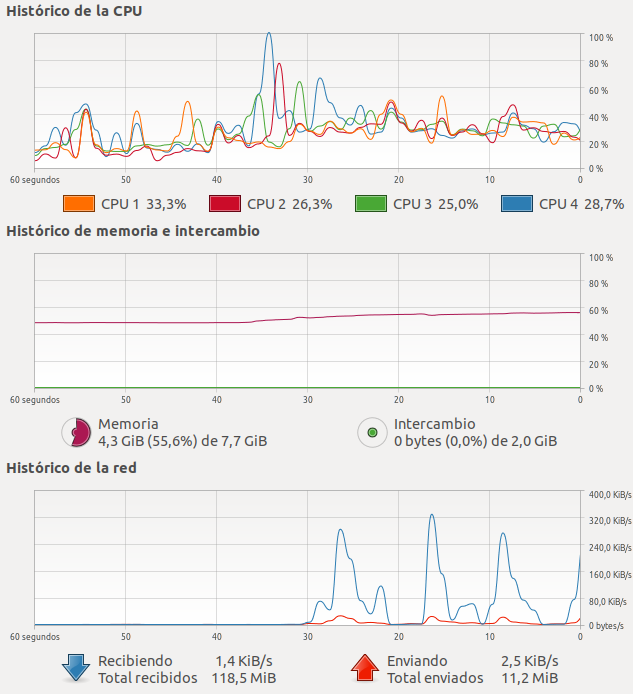 Histórico de la CPU
100 %
80 %
60 %
40 %
20 %
0 %
60 segundos 50 40 30 20 10 0
CPU 1 33,3% CPU 2 26,3% CPU 3 25,0% CPU 4 28,7%
Histórico de memoria e intercambio
100 %
80 %
60 %
40 %
20 %
0 %
60 segundos 50 40 30 20 10 0
Memoria Intercambio
4,3 GiB (55,6%) de 7,7 GiB 0 bytes (0,0%) de 2,0 GiB
Histórico de la red
400,0 KiB/s
320,0 KiB/s
240,0 KiB/s
160,0 KiB/s
80,0 KiB/s
0 bytes/s
60 segundos 50 40 30 20 10 0
Recibiendo 1,4 KiB/s Enviando 2,5 KiB/s
Total recibidos 118,5 MiB Total enviados 11,2 MiB